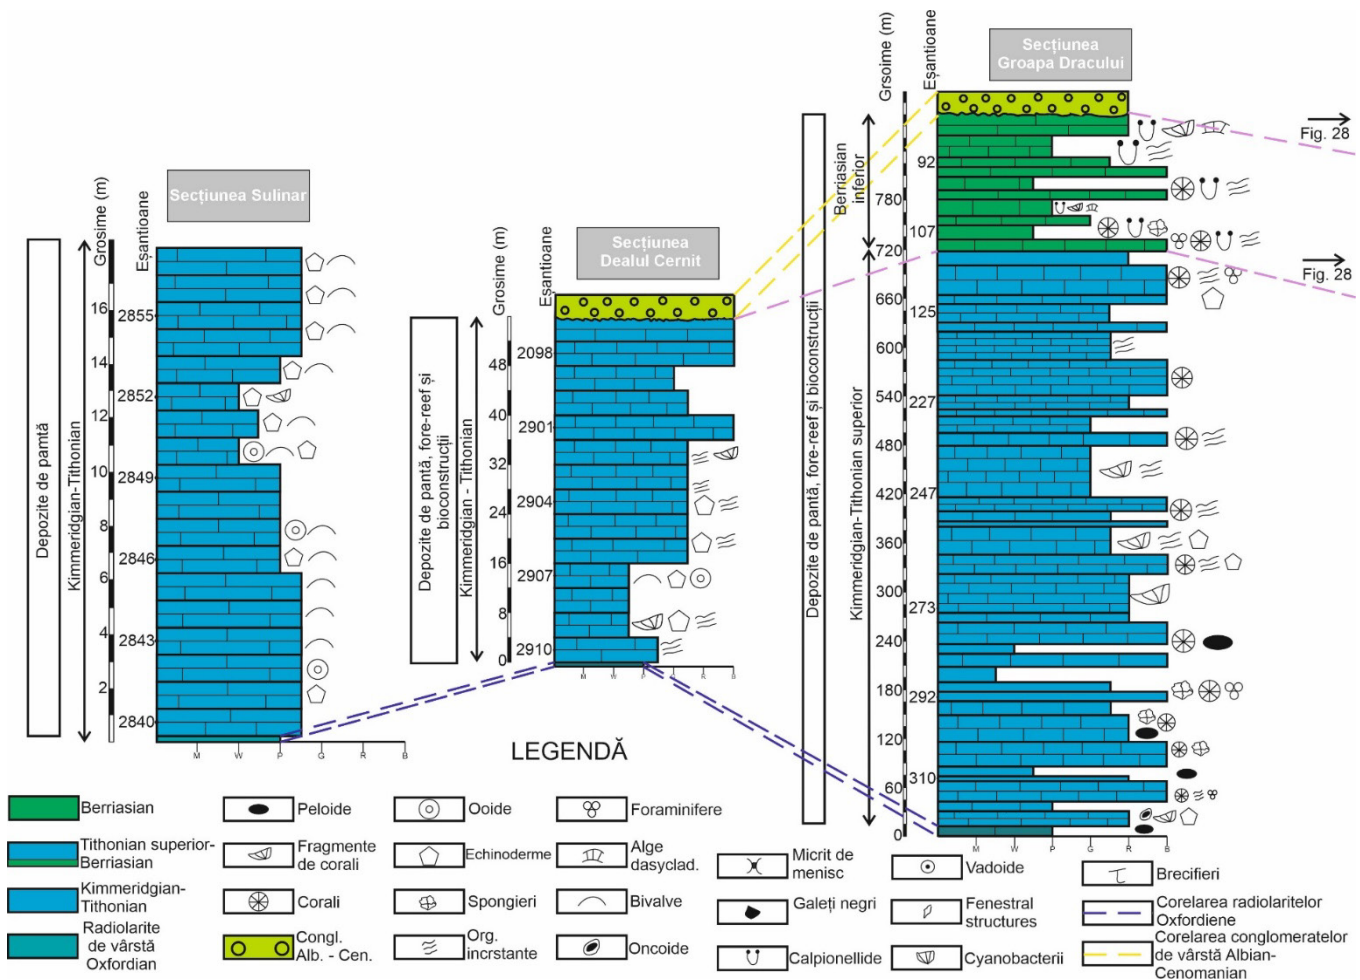 Secțiunea Sulinar
Grosime (m)
Eșantioane
16
14
12
10
8
6
4
2
2855
2852
2849
2846
2843
2840
Depozite de pamtă
Kimmeridgian-Tithonian
M W P G R B
Secțiunea
Dealul Cernit
Grosime (m)
Eșantioane
48
40
32
24
16
8
0
2098
2901
2904
2907
2910
Depozite de pantă, fore-reef și
bioconstrucții
Kimmeridgian - Tithonian
M W P G R B
Secțiunea
Groapa Dracului
Grsoime (m)
Eșantioane
780
720
660
600
540
480
420
360
300
240
180
120
60
0
92
107
125
227
247
273
292
310
Depozite de pantă, fore-reef și bioconstrucții
Berriasian
inferior
Kimmeridgian-Tithonian superior
M W P G R B
Fig. 28
Fig. 28
LEGENDĂ
Berriasian
Tithonian superior-
Berriasian
Kimmeridgian-
Tithonian
Radiolarite
de vârstă
Oxfordian
Peloide
Fragmente
de corali
Corali
Congl.
Alb. - Cen.
Ooide
Echinoderme
Spongieri
Org.
incrstante
Foraminifere
Alge
dasyclad.
Bivalve
Oncoide
Micrit de
menisc
Galeți negri
Calpionellide
Vadoide
Fenestral
structures
Cyanobacterii
Brecifieri
Corelarea radiolaritelor
Oxfordiene
Corelarea conglomeratelor
de vârstă Albian-
Cenomanian